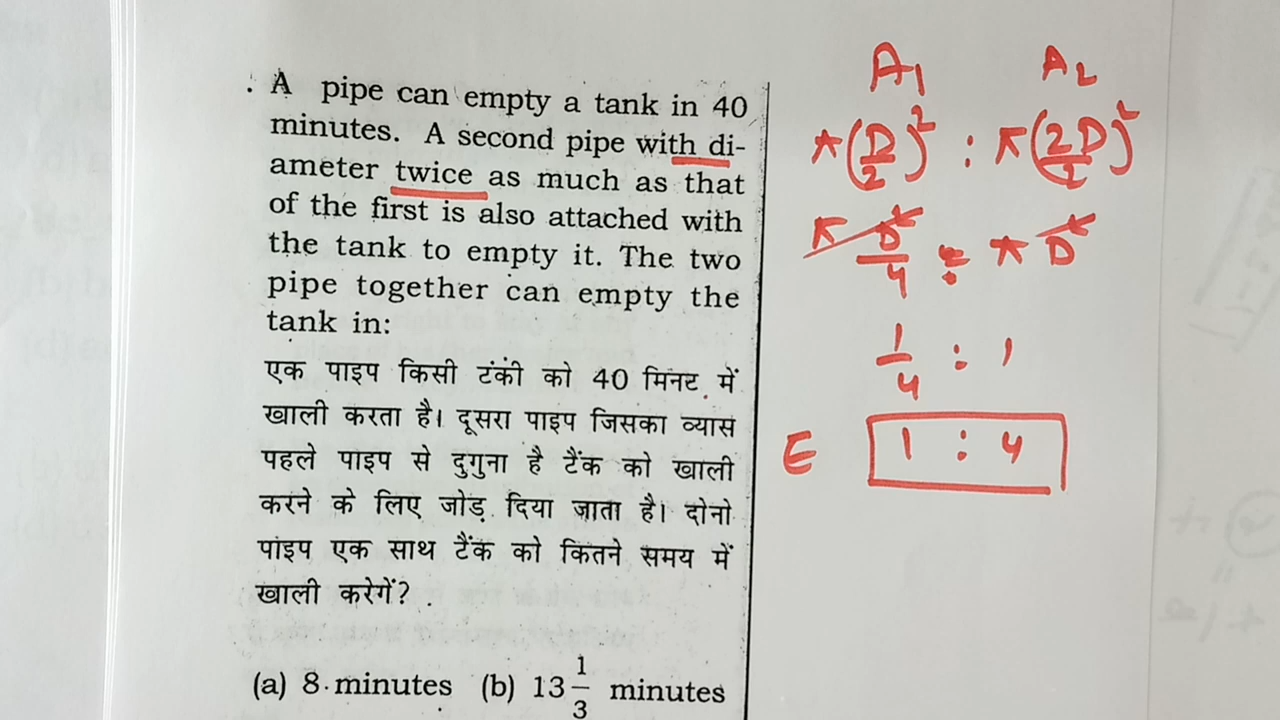 . A pipe can empty a tank in 40
minutes. A second pipe with di-
ameter twice as much as that
of the first is also attached with
the tank to empty it. The two
pipe together can empty the
tank in:
एक पाइप किसी टंकी को 40 मिनट में
खाली करता है। दूसरा पाइप जिसका व्यास
पहले पाइप से दुगुना है टैंक को खाली
करने के लिए जोड़ दिया जाता है। दोनो
पांइप एक साथ टैंक को कितने समय में
खाली करेगें?
(a) 8 minutes (b) 13 1/3 minutes
A1 A2
π(D/2)² : π(2D/2)²
π D²/4 : π D²
1/4 : 1
E 1 : 4